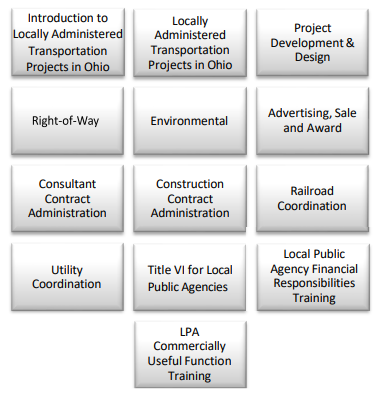 Introduction to
Locally Administered
Transportation
Projects in Ohio
Locally
Administered
Transportation
Projects in Ohio
Project
Development &
Design
Right-of-Way
Environmental
Advertising, Sale
and Award
Consultant
Contract
Administration
Construction
Contract
Administration
Railroad
Coordination
Utility
Coordination
Title VI for Local
Public Agencies
Local Public
Agency Financial
Responsibilities
Training
LPA
Commercially
Useful Function
Training